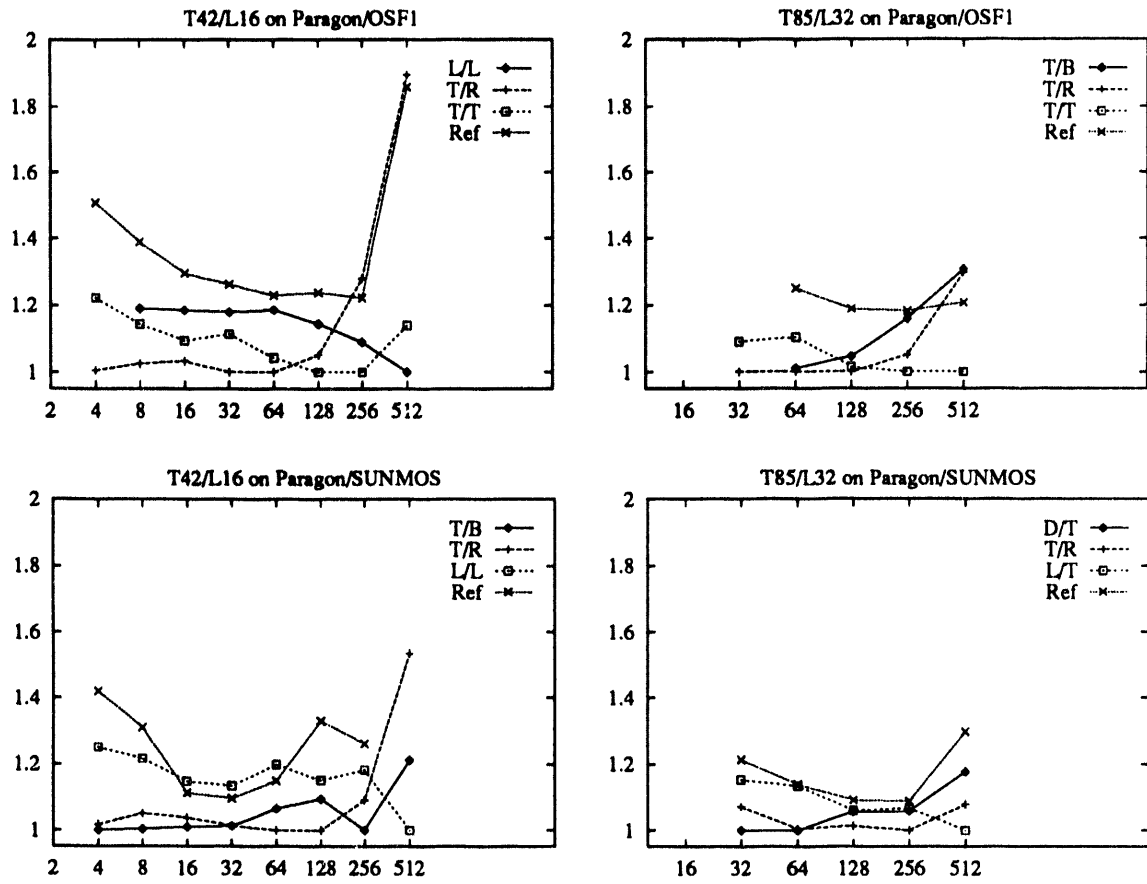 T42/L16 on Paragon/OSF1
2
1.8
1.6
1.4
1.2
1
L/L
T/R
T/T
Ref
2 4 8 16 32 64 128 256 512
T85/L32 on Paragon/OSF1
2
1.8
1.6
1.4
1.2
1
T/B
T/R
T/T
Ref
16 32 64 128 256 512
T42/L16 on Paragon/SUNMOS
2
1.8
1.6
1.4
1.2
1
T/B
T/R
L/L
Ref
2 4 8 16 32 64 128 256 512
T85/L32 on Paragon/SUNMOS
2
1.8
1.6
1.4
1.2
1
D/T
T/R
L/T
Ref
16 32 64 128 256 512